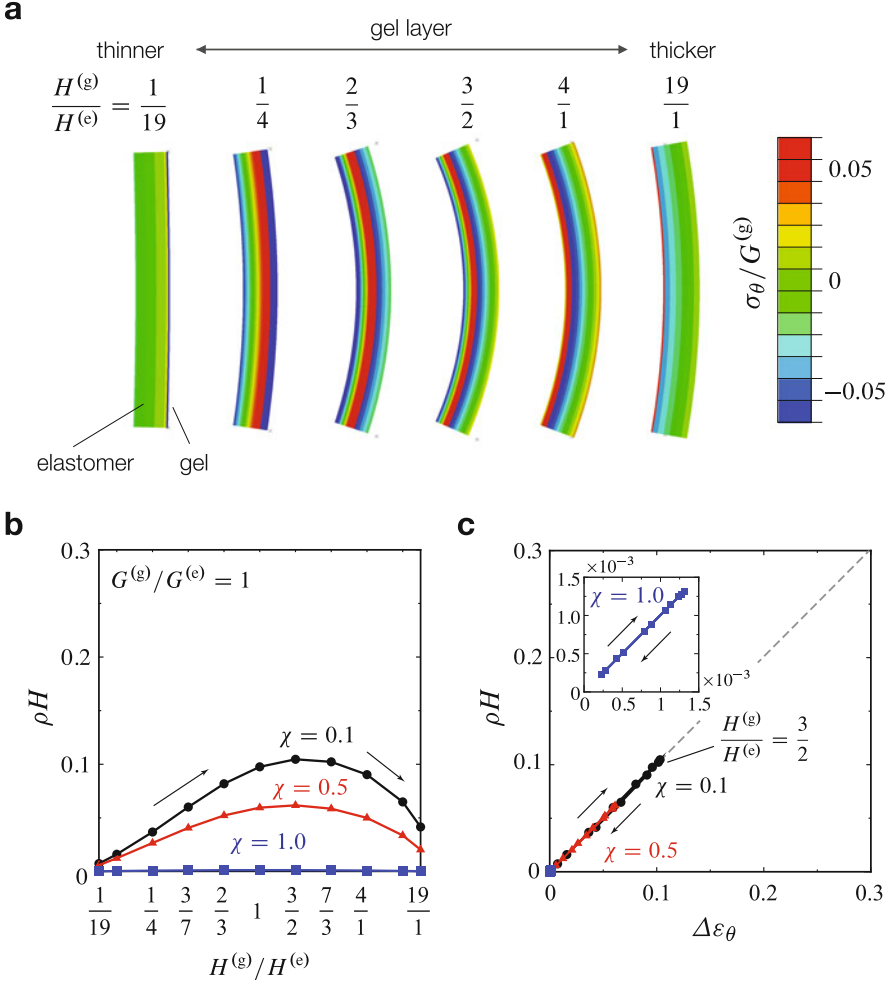 a
gel layer
thinner
thicker
H⁽ᵍ⁾/H⁽ᵉ⁾ = 1/19 1/4 2/3 3/2 4/1 19/1
0.05
0
−0.05
σ_θ/G⁽ᵍ⁾
elastomer
gel
b
G⁽ᵍ⁾/G⁽ᵉ⁾ = 1
0.3
0.2
0.1
0
ρH
χ = 0.1
χ = 0.5
χ = 1.0
1/19 1/4 3/7 2/3 1 3/2 7/3 4/1 19/1
H⁽ᵍ⁾/H⁽ᵉ⁾
c
0.3
0.2
0.1
0
ρH
×10⁻³
1.5
1.0
0.5
0
χ = 1.0
0 0.5 1 1.5
×10⁻³
H⁽ᵍ⁾/H⁽ᵉ⁾ = 3/2
χ = 0.1
χ = 0.5
0 0.1 0.2 0.3
Δε_θ